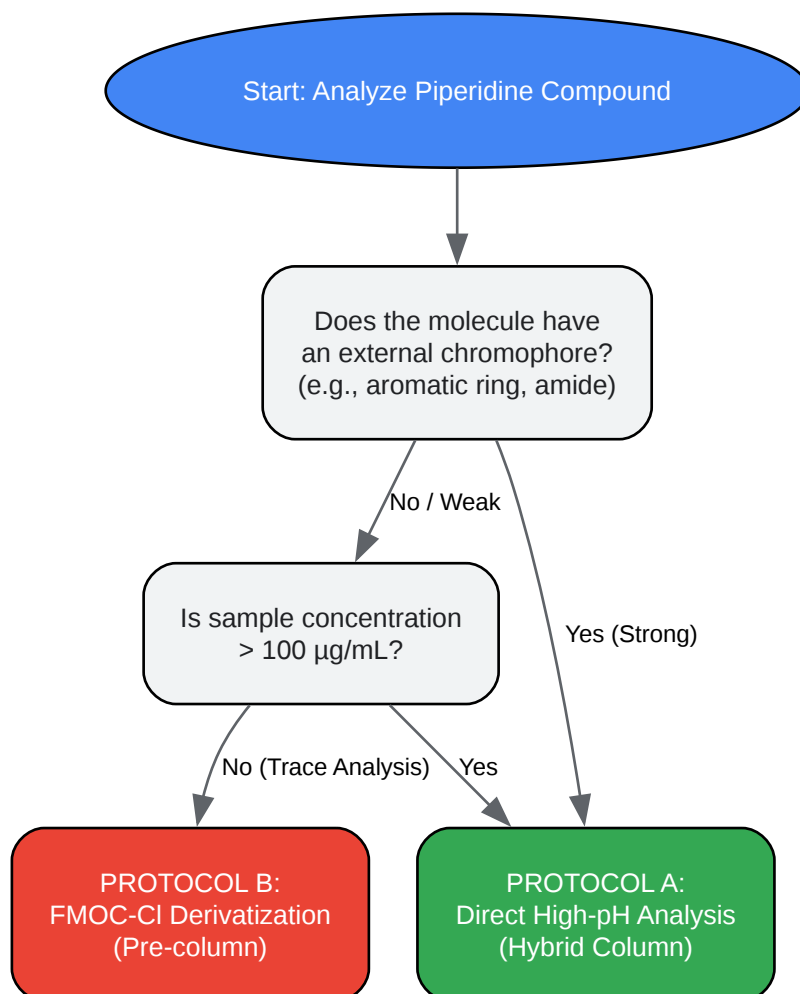 Start: Analyze Piperidine Compound
Does the molecule have
an external chromophore?
(e.g., aromatic ring, amide)
No / Weak
Is sample concentration
> 100 µg/mL?
Yes (Strong)
No (Trace Analysis)
Yes
PROTOCOL B:
FMOC-Cl Derivatization
(Pre-column)
PROTOCOL A:
Direct High-pH Analysis
(Hybrid Column)